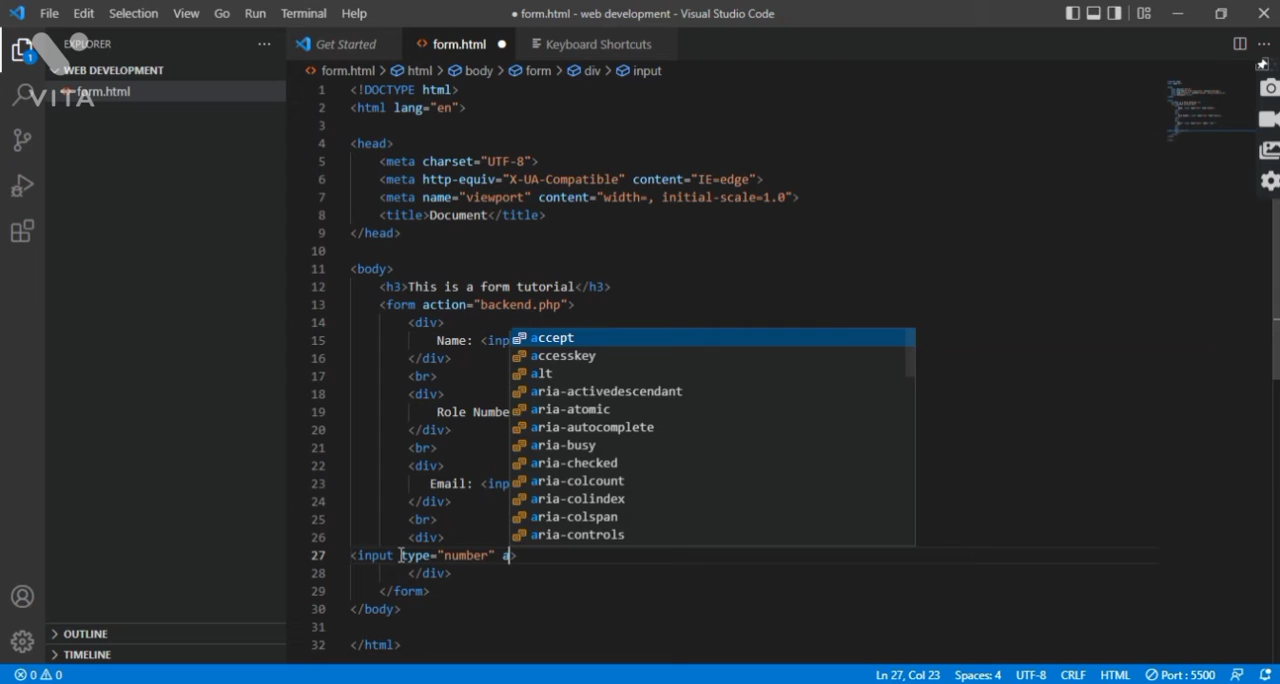 File Edit Selection View Go Run Terminal Help
● form.html - web development - Visual Studio Code
EXPLORER
Get Started
form.html ●
Keyboard Shortcuts
1
WEB DEVELOPMENT
form.html > html > body > form > div > input
form.html
VITA
1 <!DOCTYPE html>
2 <html lang="en">
3
4 <head>
5 <meta charset="UTF-8">
6 <meta http-equiv="X-UA-Compatible" content="IE=edge">
7 <meta name="viewport" content="width=, initial-scale=1.0">
8 <title>Document</title>
9 </head>
10
11 <body>
12 <h3>This is a form tutorial</h3>
13 <form action="backend.php">
14 <div>
15 Name: <inp
16 </div>
17 <br>
18 <div>
19 Role Numbe
20 </div>
21 <br>
22 <div>
23 Email: <inp
24 </div>
25 <br>
26 <div>
27 <input type="number" a>
28 </div>
29 </form>
30 </body>
31
32 </html>
accept
accesskey
alt
aria-activedescendant
aria-atomic
aria-autocomplete
aria-busy
aria-checked
aria-colcount
aria-colindex
aria-colspan
aria-controls
OUTLINE
TIMELINE
0 0
Ln 27, Col 23 Spaces: 4 UTF-8 CRLF HTML Port : 5500